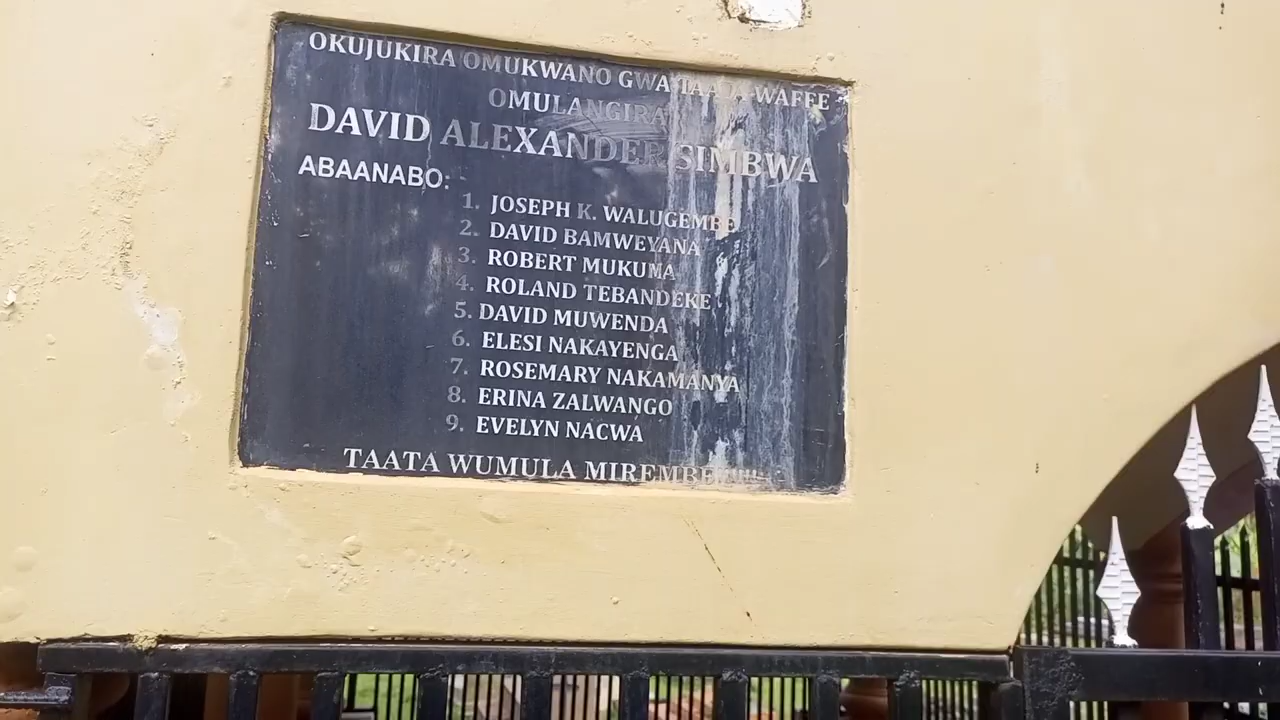 OKUJUKIRA OMUKWANO GWA TAATA WAFFE
OMULANGIRA
DAVID ALEXANDER SIMBWA
ABAANABO:
1. JOSEPH K. WALUGEMBE
2. DAVID BAMWEYANA
3. ROBERT MUKUMA
4. ROLAND TEBANDEKE
5. DAVID MUWENDA
6. ELESI NAKAYENGA
7. ROSEMARY NAKAMANYA
8. ERINA ZALWANGO
9. EVELYN NACWA
TAATA WUMULA MIREMBE